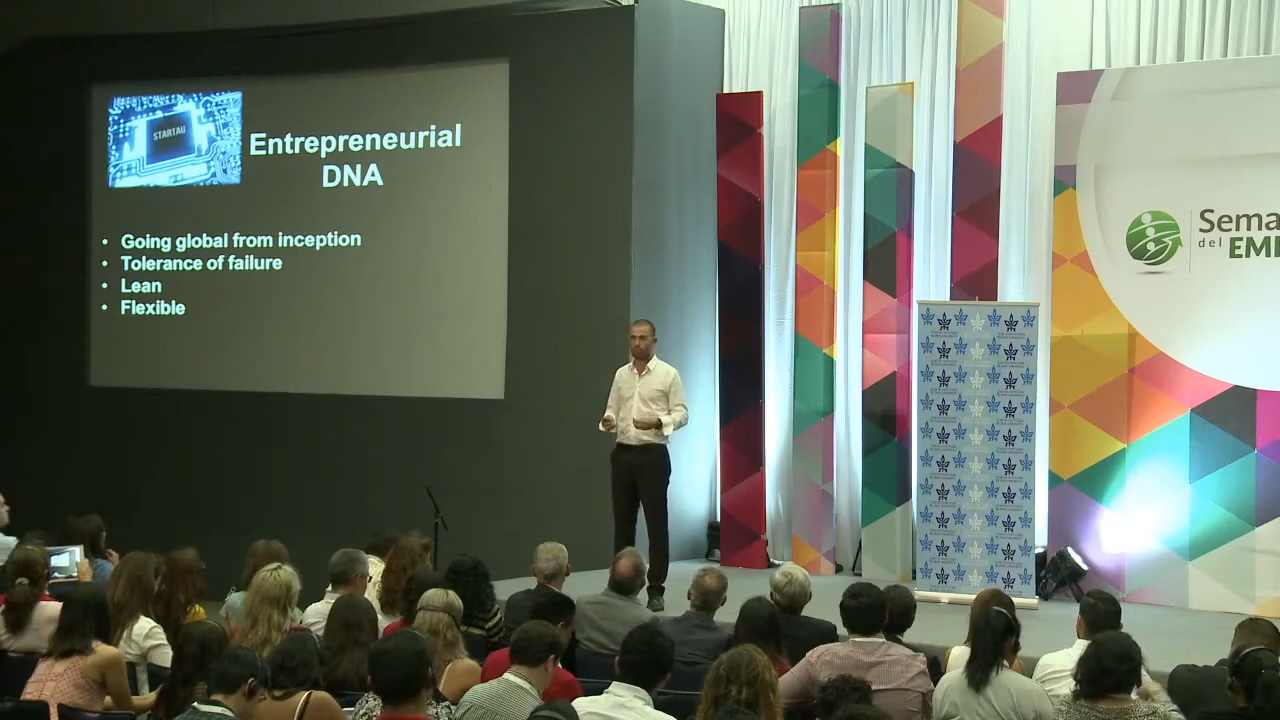 STARTAU
Entrepreneurial
DNA
• Going global from inception
• Tolerance of failure
• Lean
• Flexible
Sema
del EM